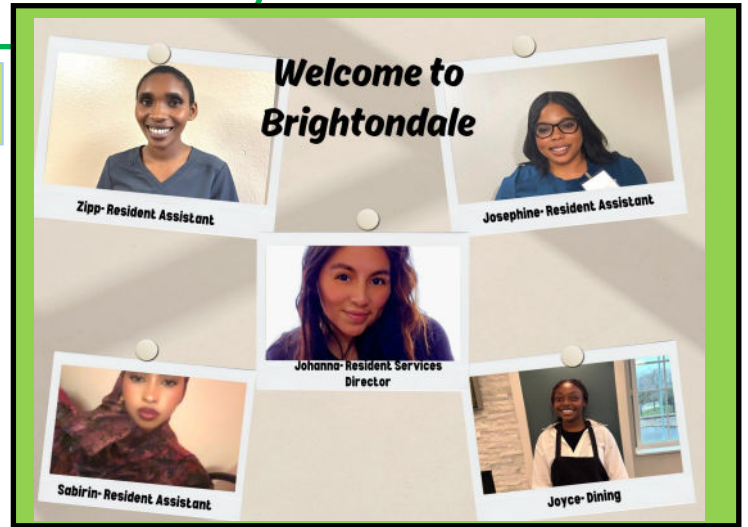 Welcome to
Brightondale
Zipp- Resident Assistant
Josephine- Resident Assistant
Johanna- Resident Services
Director
Sabirin- Resident Assistant
Joyce- Dining